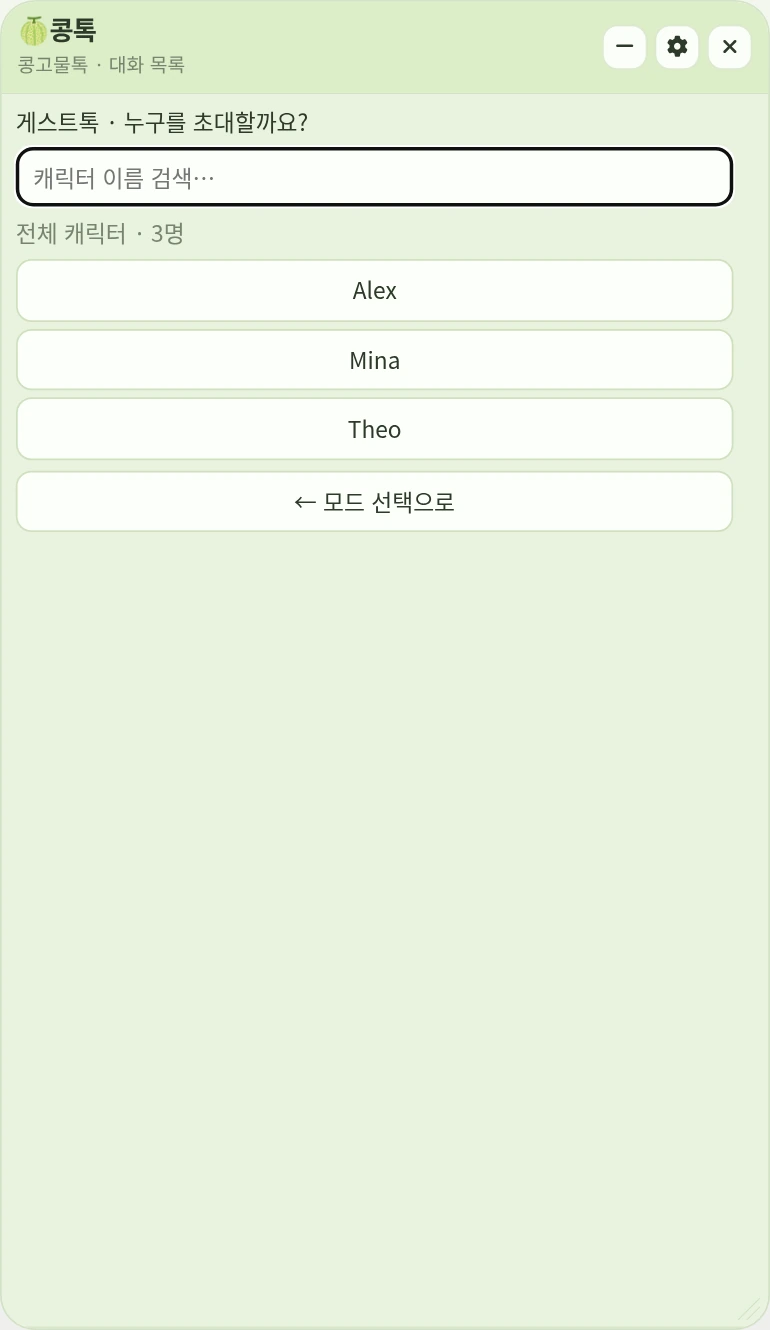 콩톡
콩고물톡 · 대화 목록
게스트톡 · 누구를 초대할까요?
캐릭터 이름 검색…
전체 캐릭터 · 3명
Alex
Mina
Theo
← 모드 선택으로